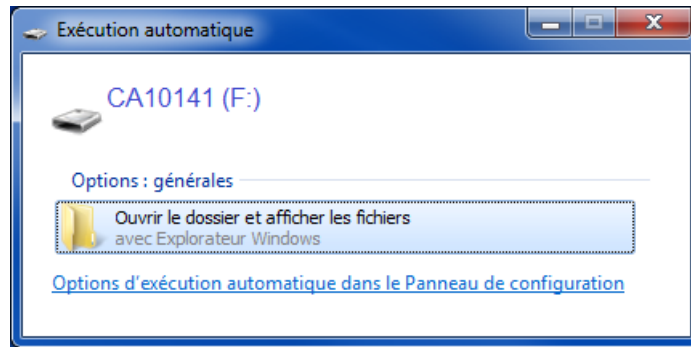 Exécution automatique
CA10141 (F:)
Options : générales
Ouvrir le dossier et afficher les fichiers
avec Explorateur Windows
Options d'exécution automatique dans le Panneau de configuration